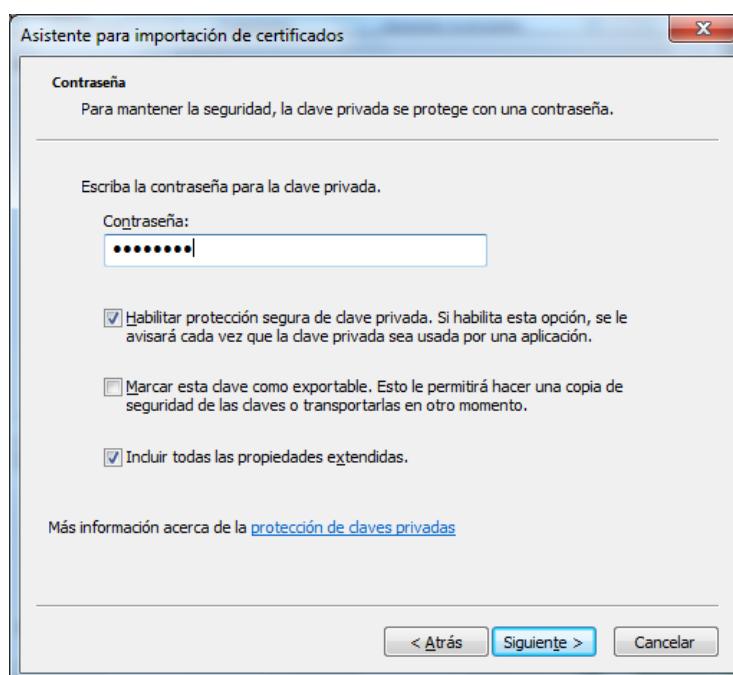 Asistente para importación de certificados
Contraseña
Para mantener la seguridad, la clave privada se protege con una contraseña.
Escriba la contraseña para la clave privada.
Contraseña:
••••••••
Habilitar protección segura de clave privada. Si habilita esta opción, se le
avisará cada vez que la clave privada sea usada por una aplicación.
Marcar esta clave como exportable. Esto le permitirá hacer una copia de
seguridad de las claves o transportarlas en otro momento.
Incluir todas las propiedades extendidas.
Más información acerca de la protección de claves privadas
< Atrás
Siguiente >
Cancelar